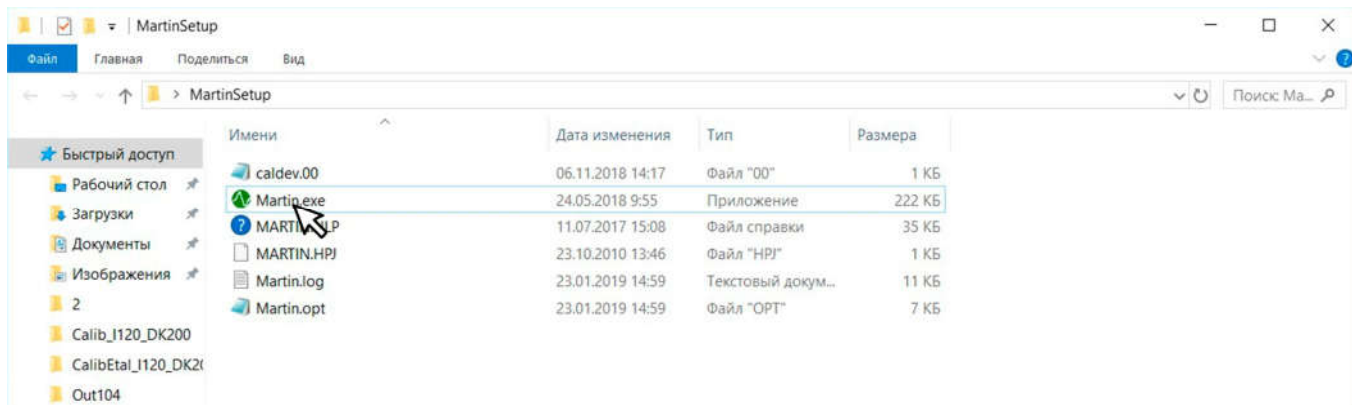 MartinSetup
Файл Главная Поделиться Вид
MartinSetup Поиск: Ma...
Имени Дата изменения Тип Размера
Быстрый доступ
Рабочий стол
Загрузки
Документы
Изображения
2
Calib_I120_DK200
CalibEtal_I120_DK20
Out104
caldev.00 06.11.2018 14:17 Файл "00" 1 КБ
Martin.exe 24.05.2018 9:55 Приложение 222 КБ
MARTIN.HLP 11.07.2017 15:08 Файл справки 35 КБ
MARTIN.HPJ 23.10.2010 13:46 Файл "HPJ" 1 КБ
Martin.log 23.01.2019 14:59 Текстовый докум... 11 КБ
Martin.opt 23.01.2019 14:59 Файл "OPT" 7 КБ